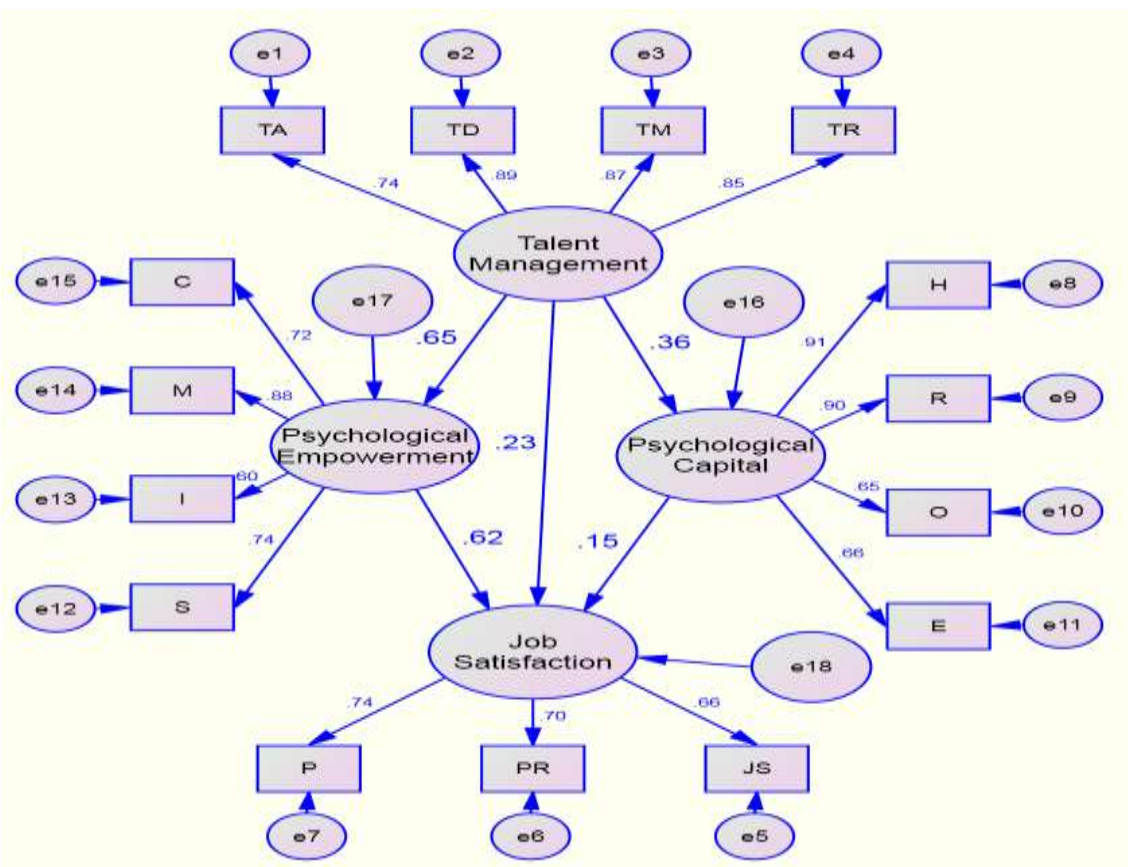 e1
e2
e3
e4
TA
TD
TM
TR
.74
.89
.87
.85
Talent
Management
e15
C
e17
e16
H
e8
.72
.65
.36
.91
e14
M
.88
.90
R
e9
Psychological
Empowerment
.23
Psychological
Capital
e13
I
.60
.65
O
e10
.74
.62
.15
.66
e12
S
E
e11
Job
Satisfaction
e18
.74
.70
.66
P
PR
JS
e7
e6
e5